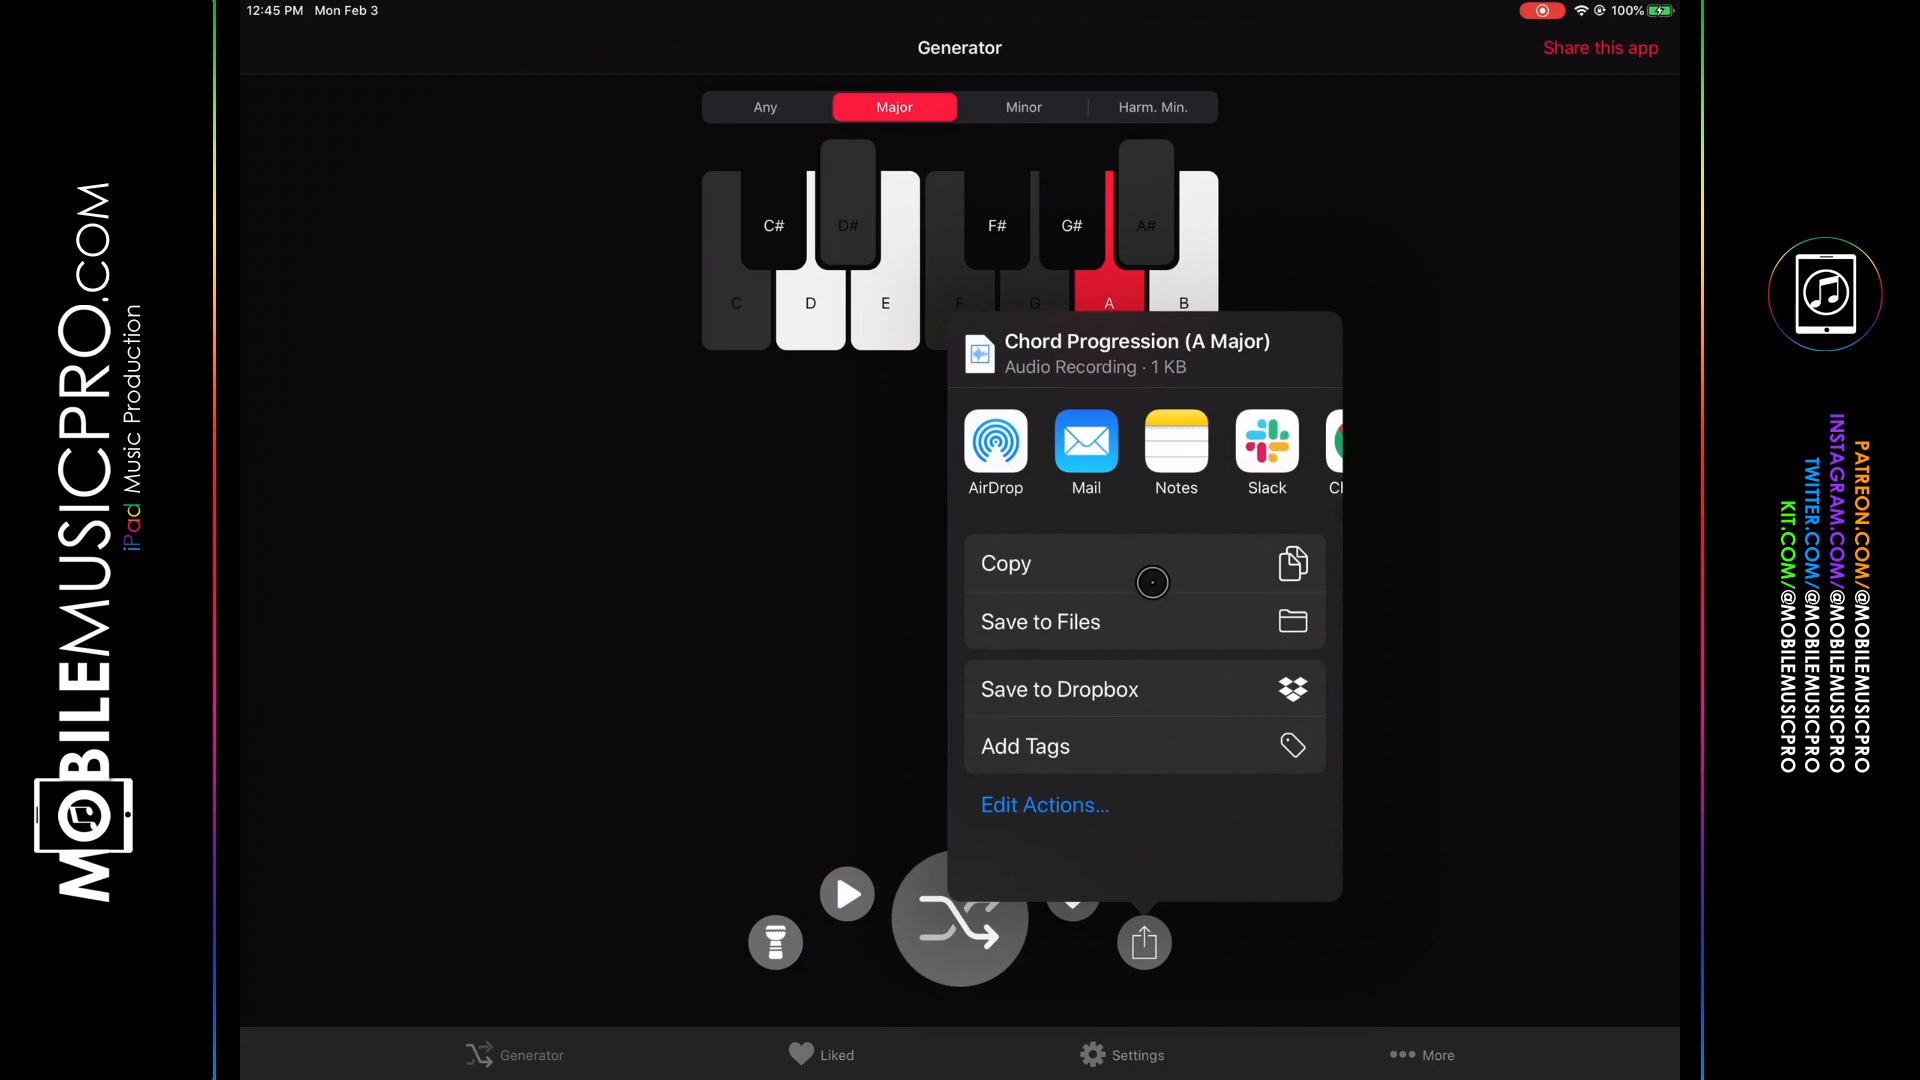 12:45 PM Mon Feb 3
100%
Generator
Share this app
Any
Major
Minor
Harm. Min.
C#
D#
F#
G#
A#
C
D
E
F
G
A
B
Chord Progression (A Major)
Audio Recording · 1 KB
AirDrop
Mail
Notes
Slack
Copy
Save to Files
Save to Dropbox
Add Tags
Edit Actions...
Generator
Liked
Settings
More
MOBILEMUSICPRO.COM
iPad Music Production
PATREON.COM/@MOBILEMUSICPRO
INSTAGRAM.COM/@MOBILEMUSICPRO
TWITTER.COM/@MOBILEMUSICPRO
KIT.COM/@MOBILEMUSICPRO